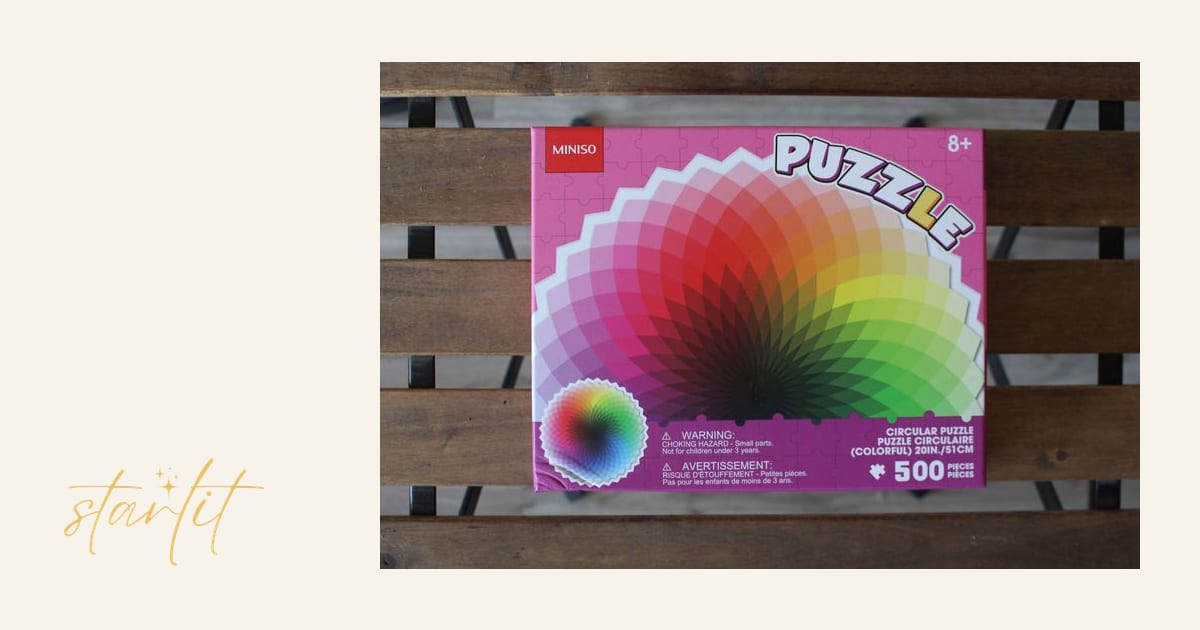 MINISO
PUZZLE
8+
WARNING:
CHOKING HAZARD - Small parts.
Not for children under 3 years.
AVERTISSEMENT:
RISQUE D'ÉTOUFFEMENT - Petites pièces.
Pas pour les enfants de moins de 3 ans.
CIRCULAR PUZZLE
PUZZLE CIRCULAIRE
(COLORFUL) 20IN./51CM
500 PIECES
PIÈCES
starlit